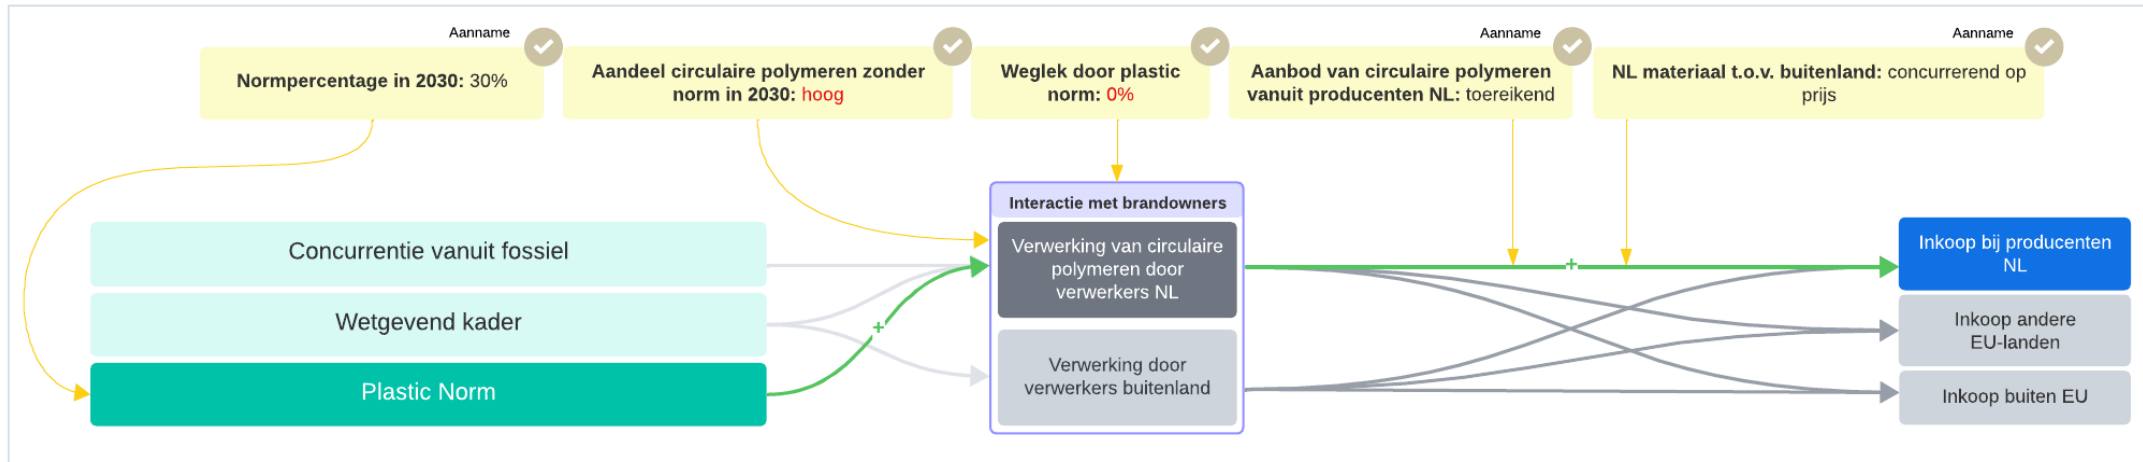 Aanname
Normpercentage in 2030: 30%
Aandeel circulaire polymeren zonder
norm in 2030: hoog
Weglek door plastic
norm: 0%
Aanname
Aanbod van circulaire polymeren
vanuit producenten NL: toereikend
Aanname
NL materiaal t.o.v. buitenland: concurrerend op
prijs
Concurrentie vanuit fossiel
Wetgevend kader
Plastic Norm
+
Interactie met brandowners
Verwerking van circulaire
polymeren door
verwerkers NL
Verwerking door
verwerkers buitenland
+
Inkoop bij producenten
NL
Inkoop andere
EU-landen
Inkoop buiten EU